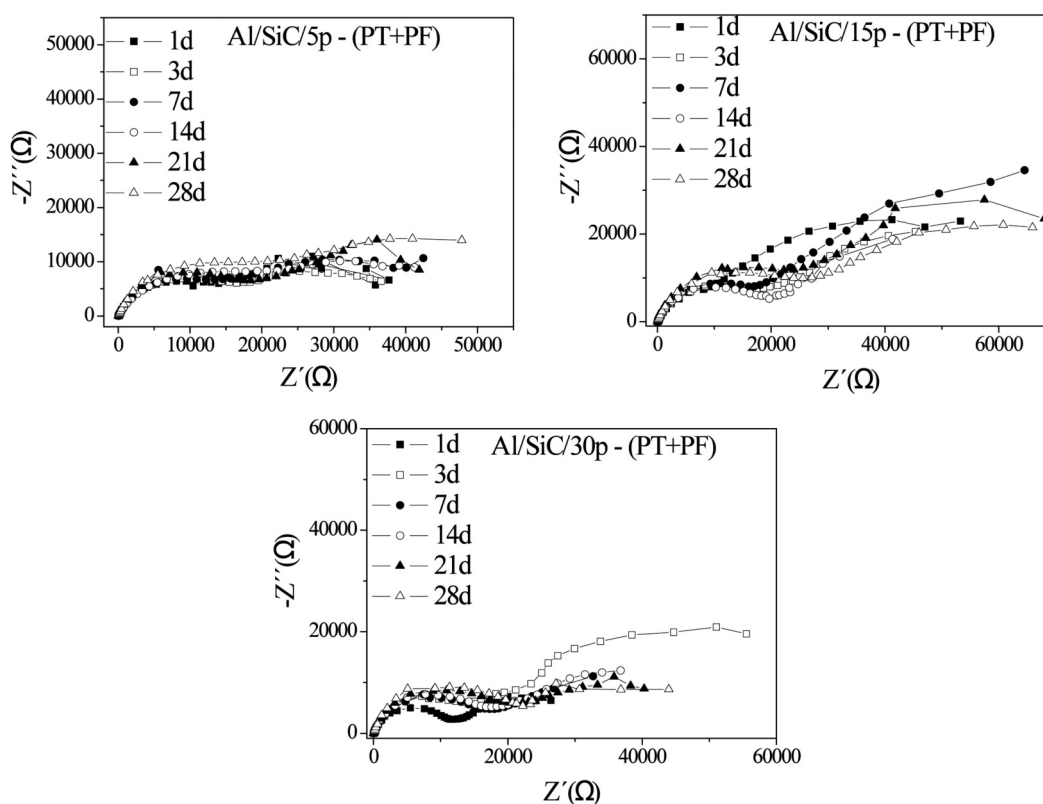 Al/SiC/5p - (PT+PF)
1d
3d
7d
14d
21d
28d
50000
40000
30000
20000
10000
0
-Z´´(Ω)
0 10000 20000 30000 40000 50000
Z´(Ω)
Al/SiC/15p - (PT+PF)
1d
3d
7d
14d
21d
28d
60000
40000
20000
0
-Z´´(Ω)
0 20000 40000 60000
Z´(Ω)
Al/SiC/30p - (PT+PF)
1d
3d
7d
14d
21d
28d
60000
40000
20000
0
-Z´´(Ω)
0 20000 40000 60000
Z´(Ω)